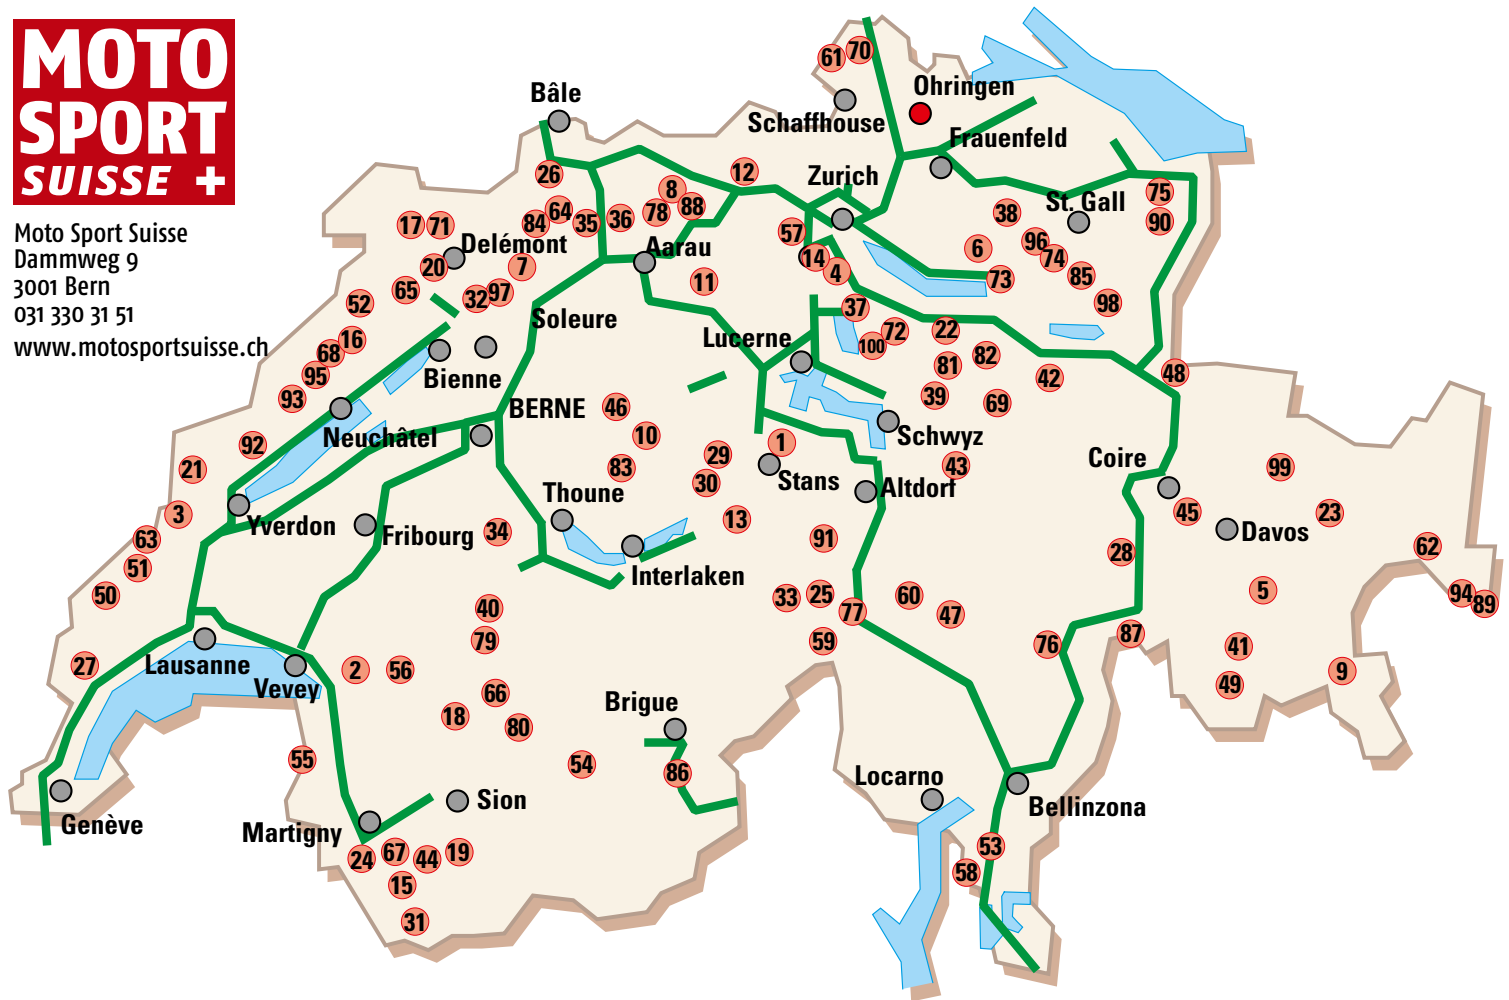 MOTO
SPORT
SUISSE +
Moto Sport Suisse
Dammweg 9
3001 Bern
031 330 31 51
www.motosportsuisse.ch
61 70
Ohringen
Bâle
Schaffhouse
Frauenfeld
26
12
Zurich
8
75
17 71
84 64 35 36 78 88
38
St. Gall
90
57
Delémont
Aarau
6
96
74
20
7
14
4
73
85
65
32 97
11
52
98
Soleure
37
72
22
16
Lucerne
100
68
82
95
Bienne
81
42
48
93
39
69
BERNE
46
Neuchâtel
10
Schwyz
92
1
29
21
83
43
Coire
99
30
Stans
Altdorf
Thoune
3
13
45
23
Yverdon
Fribourg
34
Davos
63
91
28
62
51
Interlaken
50
33 25
60
5
94
89
40
77
47
79
59
76
87
41
27
Lausanne
2 56
9
Vevey
49
66
18
80
Brigue
55
54
86
Locarno
Sion
Bellinzona
Genève
Martigny
24 67 44 19
53
15
58
31